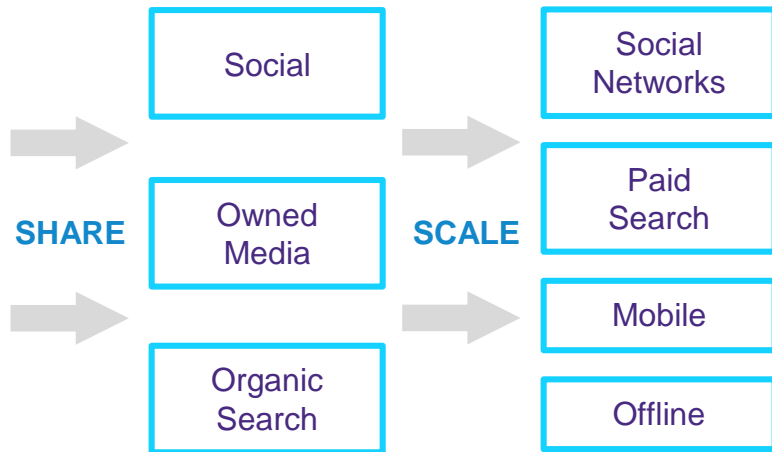 SHARE
Social
Owned
Media
Organic
Search
SCALE
Social
Networks
Paid
Search
Mobile
Offline